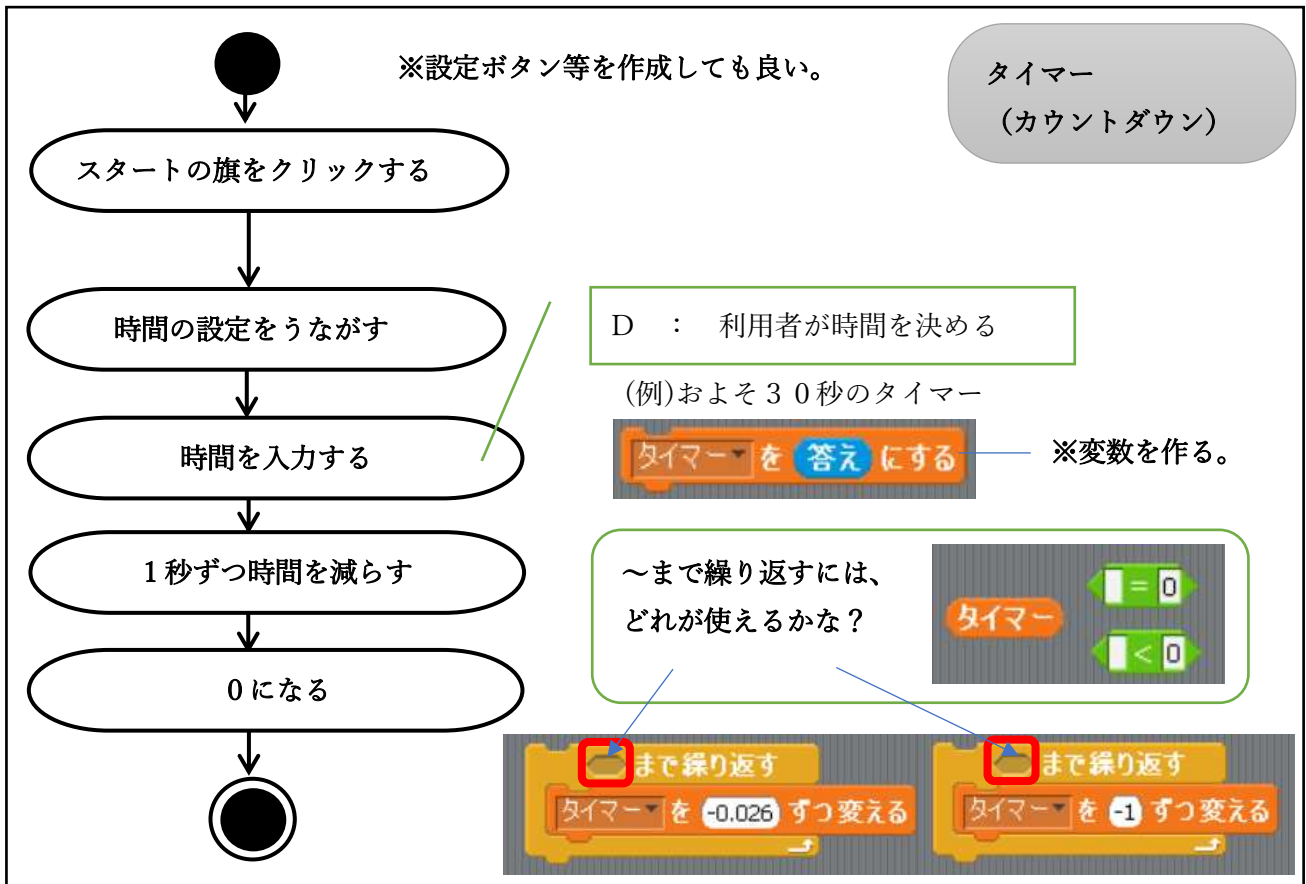 ※設定ボタン等を作成しても良い。
タイマー
（カウントダウン）
スタートの旗をクリックする
時間の設定をうながす
D ： 利用者が時間を決める
(例)およそ３０秒のタイマー
時間を入力する
タイマー を 答え にする
※変数を作る。
１秒ずつ時間を減らす
～まで繰り返すには、
どれが使えるかな？
タイマー
= 0
< 0
０になる
まで繰り返す
タイマー を -0.026 ずつ変える
まで繰り返す
タイマー を -1 ずつ変える